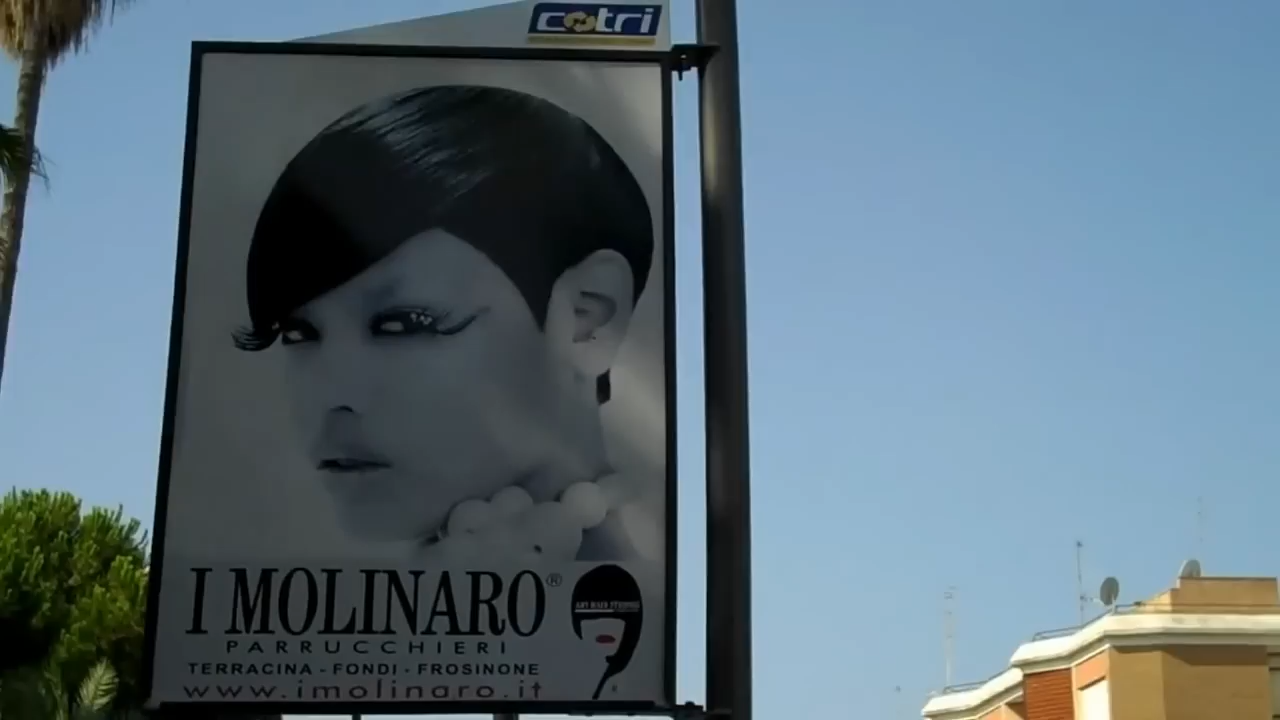 cotri
I MOLINARO®
PARRUCCHIERI
TERRACINA - FONDI - FROSINONE
www.imolinaro.it